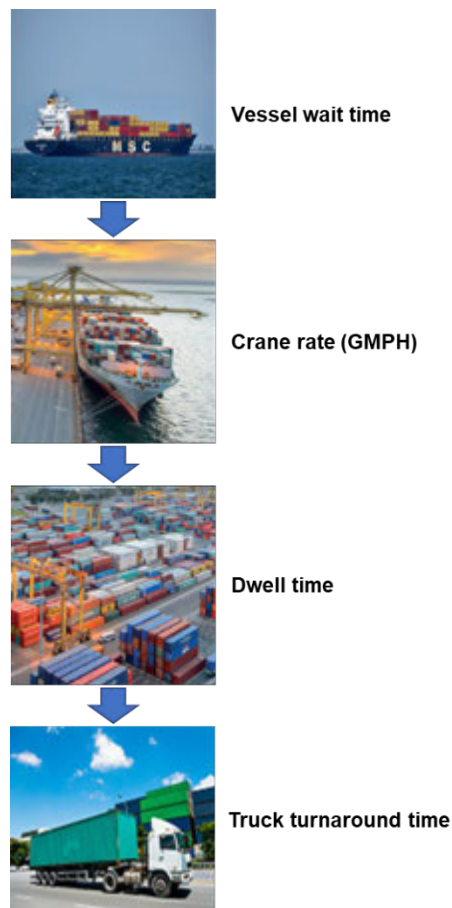 Vessel wait time
MSC
Crane rate (GMPH)
Dwell time
Truck turnaround time